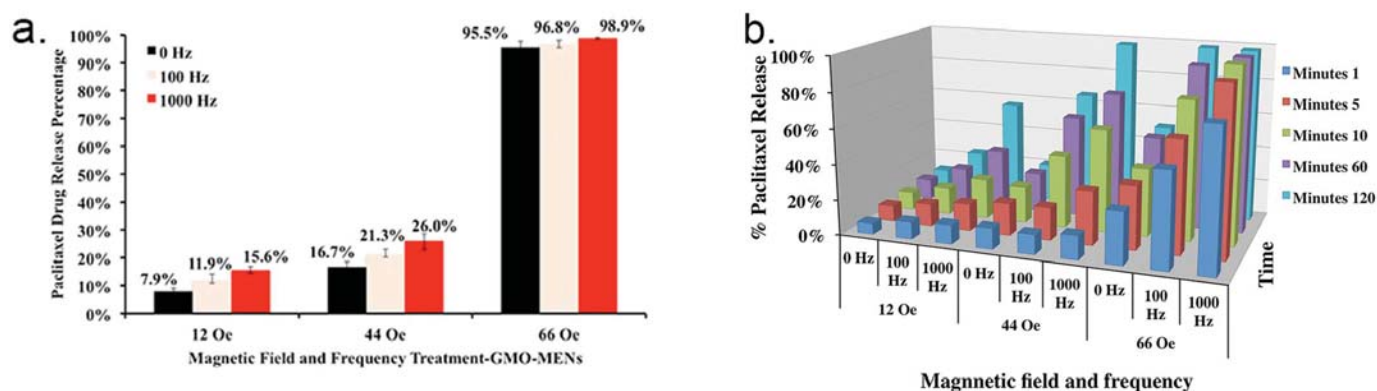 a.
100%
90%
80%
70%
60%
50%
40%
30%
20%
10%
0%
Paclitaxel Drug Release Percentage
0 Hz
100 Hz
1000 Hz
7.9%
11.9%
15.6%
16.7%
21.3%
26.0%
95.5%
96.8%
98.9%
12 Oe
44 Oe
66 Oe
Magnetic Field and Frequency Treatment-GMO-MENs
b.
100%
80%
60%
40%
20%
0%
% Paclitaxel Release
Minutes 1
Minutes 5
Minutes 10
Minutes 60
Minutes 120
Time
0 Hz
100 Hz
1000 Hz
0 Hz
100 Hz
1000 Hz
0 Hz
100 Hz
1000 Hz
12 Oe
44 Oe
66 Oe
Magnnetic field and frequency